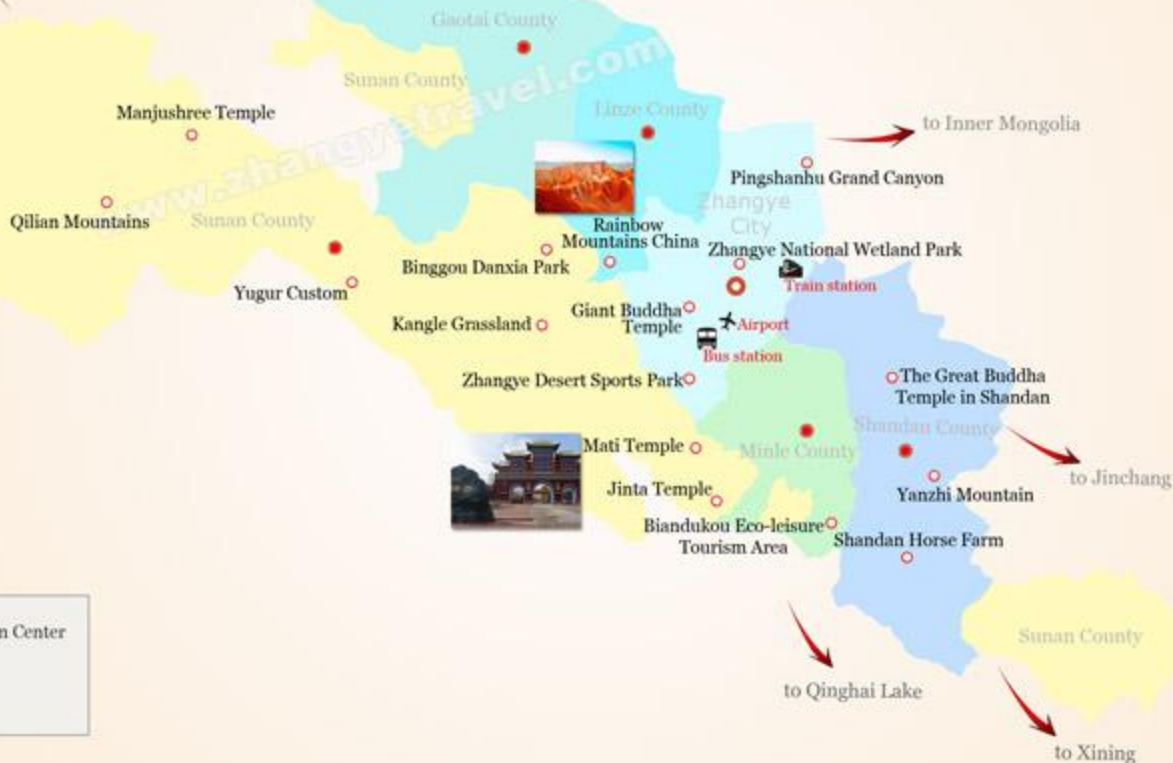 Gaotai County
Sunan County
www.zhangyetravel.com
Linze County
Manjushree Temple
to Inner Mongolia
Pingshanhu Grand Canyon
Zhangye
City
Qilian Mountains
Sunan County
Rainbow
Mountains China
Zhangye National Wetland Park
Binggou Danxia Park
Train station
Yugur Custom
Giant Buddha
Temple
Kangle Grassland
Airport
Bus station
Zhangye Desert Sports Park
The Great Buddha
Temple in Shandan
Shandan County
Mati Temple
Minle County
to Jinchang
Jinta Temple
Yanzhi Mountain
Biandukou Eco-leisure
Tourism Area
Shandan Horse Farm
n Center
Sunan County
to Qinghai Lake
to Xining